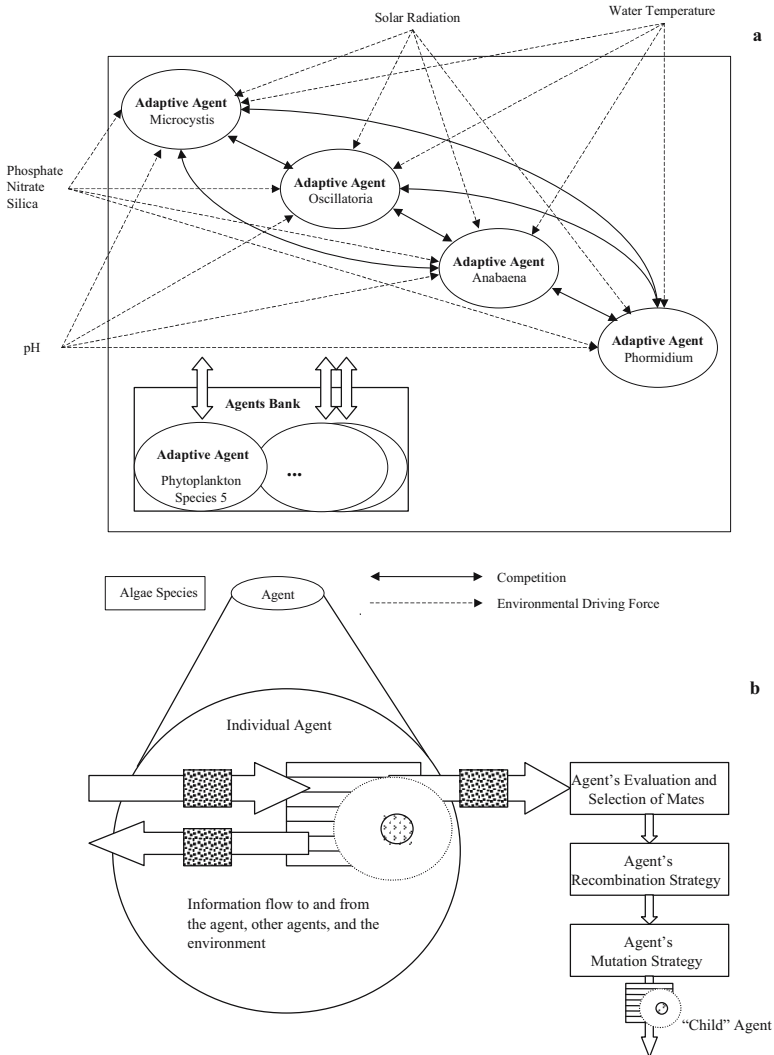 Solar Radiation
Water Temperature
a
Adaptive Agent
Microcystis
Phosphate
Nitrate
Silica
Adaptive Agent
Oscillatoria
Adaptive Agent
Anabaena
pH
Adaptive Agent
Phormidium
Agents Bank
Adaptive Agent
Phytoplankton
Species 5
...
Algae Species
Agent
Competition
Environmental Driving Force
b
Individual Agent
Agent's Evaluation and
Selection of Mates
Agent's
Recombination Strategy
Information flow to and from
the agent, other agents, and the
environment
Agent's
Mutation Strategy
"Child" Agent